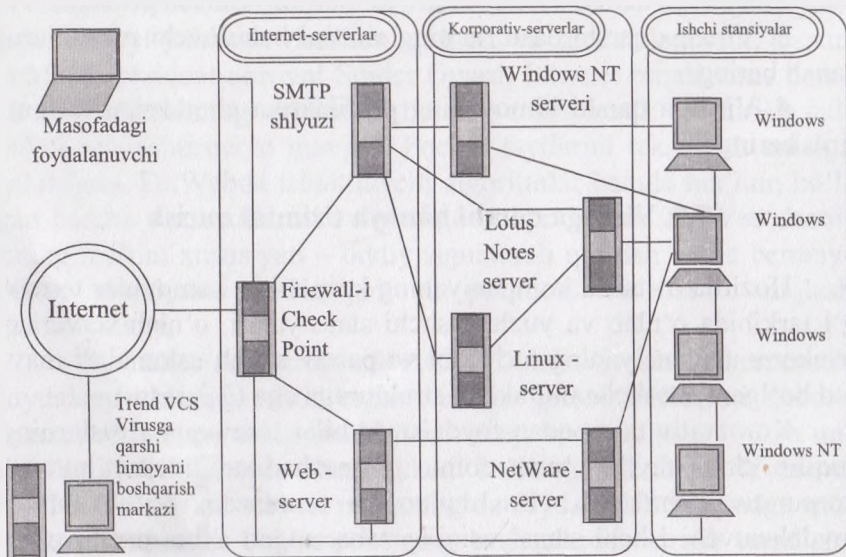 Internet-serverlar
Korporativ-serverlar
Ishchi stansiyalar
Masofadagi
foydalanuvchi
SMTP
shlyuzi
Windows NT
serveri
Windows
Lotus
Notes
server
Windows
Internet
Firewall-1
Check
Point
Linux-
server
Windows
Trend VCS
Virusga
qarshi
himoyani
boshqarish
markazi
Web-
server
NetWare-
server
Windows NT